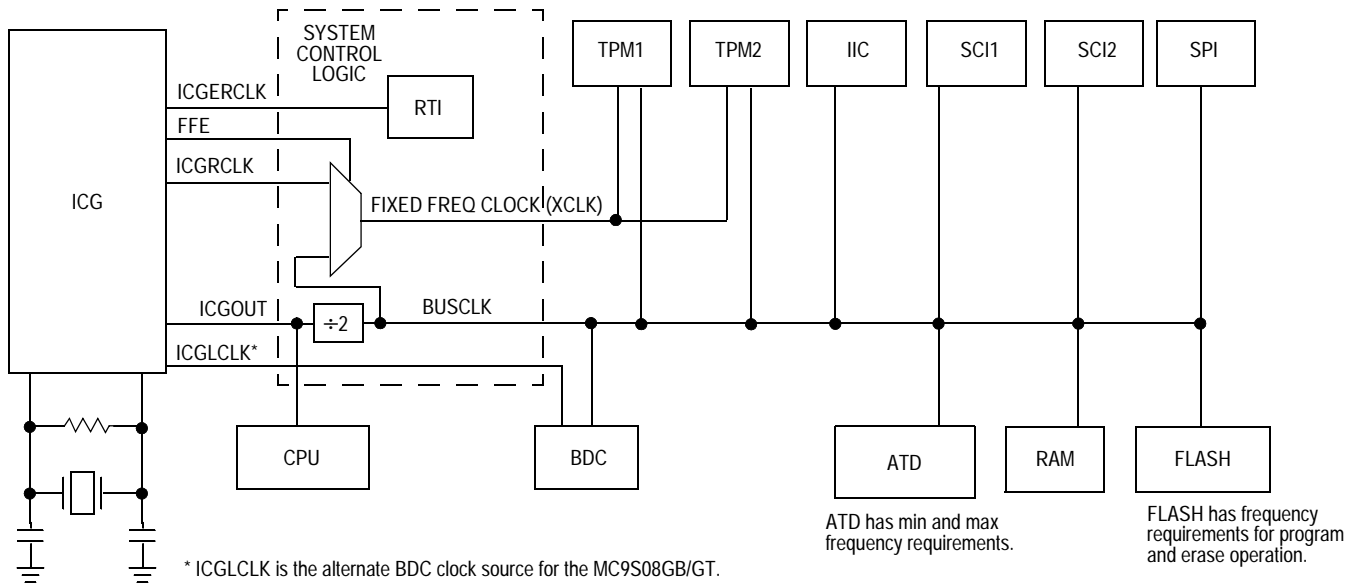 SYSTEM
CONTROL
LOGIC
TPM1
TPM2
IIC
SCI1
SCI2
SPI
ICGERCLK
RTI
FFE
ICGRCLK
ICG
FIXED FREQ CLOCK (XCLK)
ICGOUT
÷2
BUSCLK
ICGLCLK*
CPU
BDC
ATD
RAM
FLASH
ATD has min and max
frequency requirements.
FLASH has frequency
requirements for program
and erase operation.
* ICGLCLK is the alternate BDC clock source for the MC9S08GB/GT.